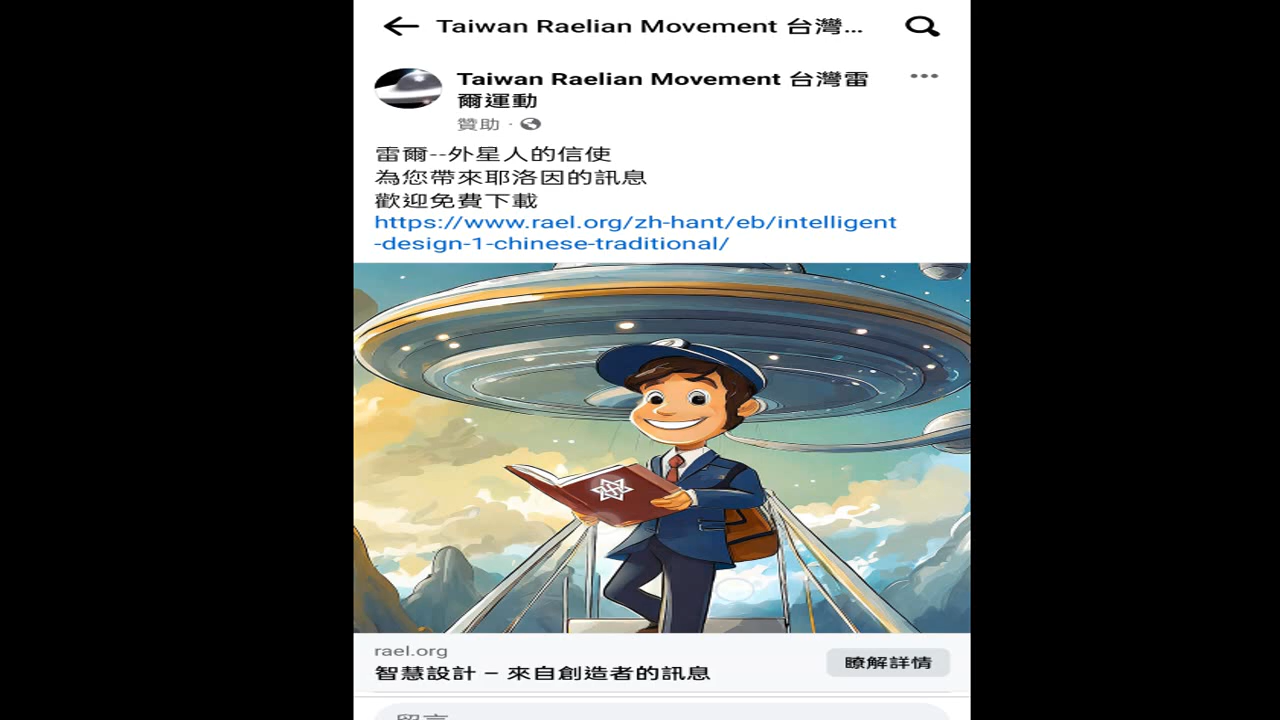 Taiwan Raelian Movement 台灣...
Taiwan Raelian Movement 台灣雷
爾運動
贊助 ·
雷爾--外星人的信使
為您帶來耶洛因的訊息
歡迎免費下載
https://www.rael.org/zh-hant/eb/intelligent
-design-1-chinese-traditional/
rael.org
智慧設計 – 來自創造者的訊息
瞭解詳情
留言